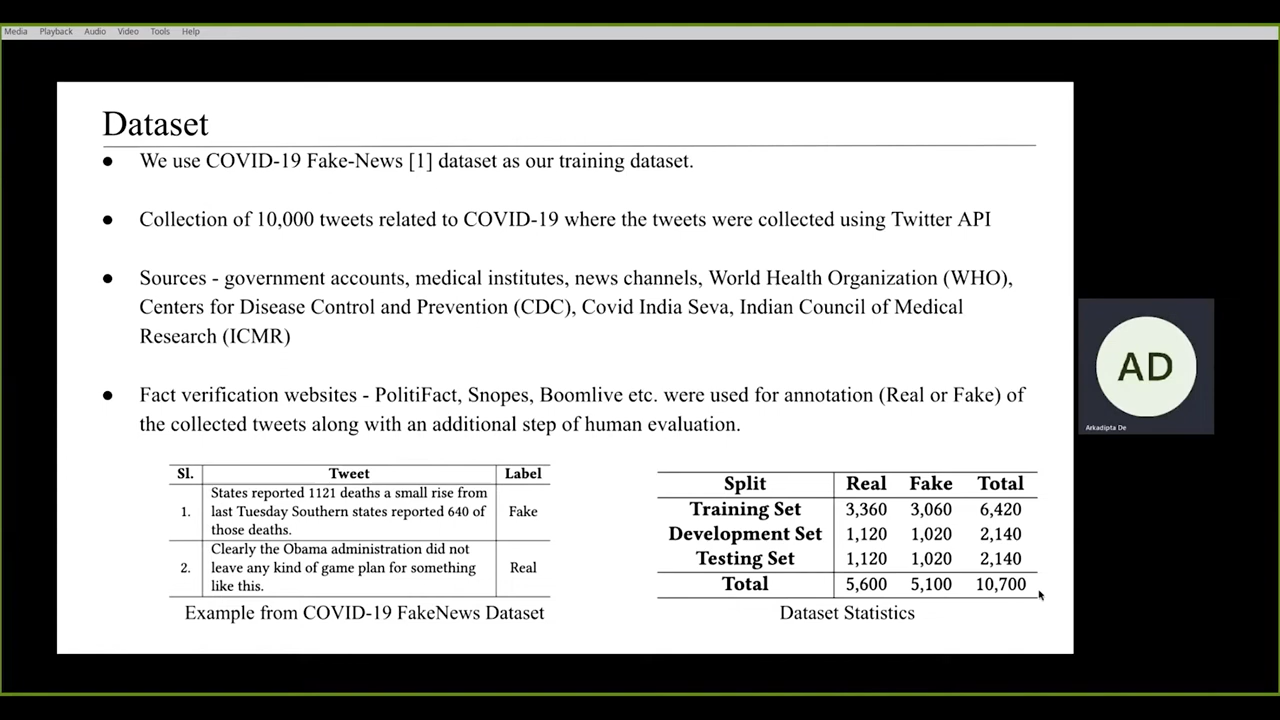 Media Playback Audio Video Tools Help
Dataset
● We use COVID-19 Fake-News [1] dataset as our training dataset.
● Collection of 10,000 tweets related to COVID-19 where the tweets were collected using Twitter API
● Sources - government accounts, medical institutes, news channels, World Health Organization (WHO),
Centers for Disease Control and Prevention (CDC), Covid India Seva, Indian Council of Medical
Research (ICMR)
● Fact verification websites - PolitiFact, Snopes, Boomlive etc. were used for annotation (Real or Fake) of
the collected tweets along with an additional step of human evaluation.
Sl. Tweet Label
States reported 1121 deaths a small rise from
1. last Tuesday Southern states reported 640 of Fake
those deaths.
Clearly the Obama administration did not
2. leave any kind of game plan for something Real
like this.
Example from COVID-19 FakeNews Dataset
Split Real Fake Total
Training Set 3,360 3,060 6,420
Development Set 1,120 1,020 2,140
Testing Set 1,120 1,020 2,140
Total 5,600 5,100 10,700
Dataset Statistics
AD
Arkadipta De